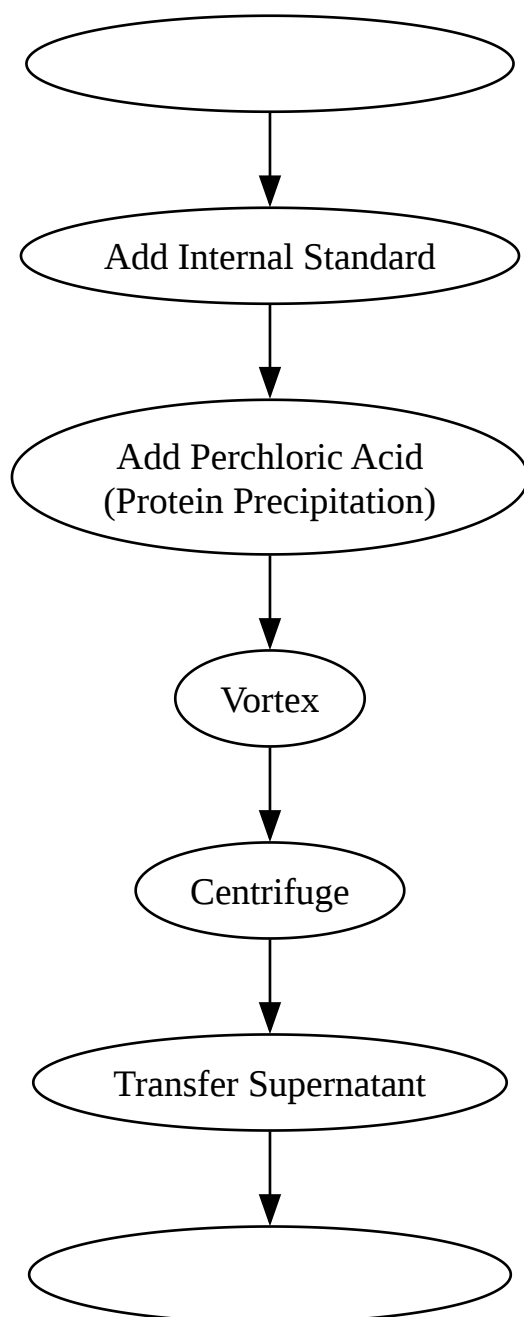 Add Internal Standard
Add Perchloric Acid
(Protein Precipitation)
Vortex
Centrifuge
Transfer Supernatant